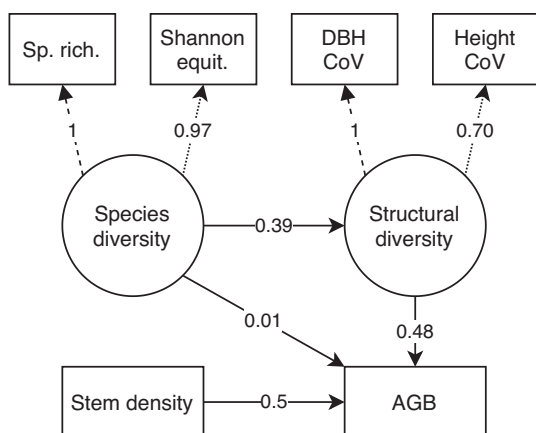 Sp. rich.
Shannon
equit.
DBH
CoV
Height
CoV
1
0.97
1
0.70
Species
diversity
0.39
Structural
diversity
0.01
0.48
Stem density
0.5
AGB